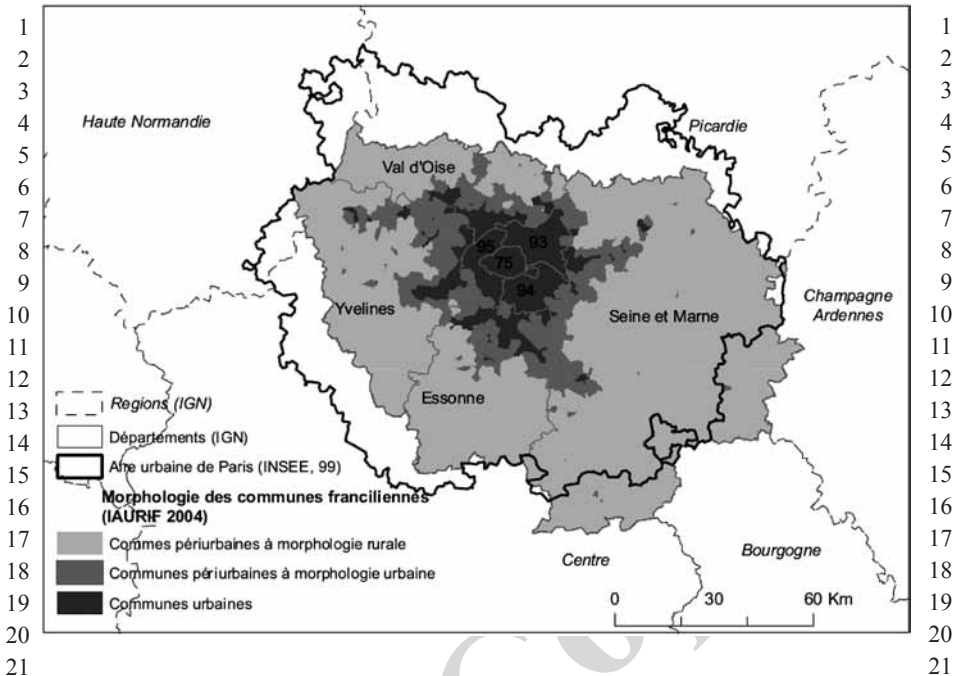 1 1
2 2
3 3
Haute Normandie
4 4
Picardie
5 5
Val d'Oise
6 6
7 7
95 93
8 8
75
9 9
94
Champagne
Ardennes
10 10
Yvelines
Seine et Marne
11 11
12 12
Essonne
13 13
Regions (IGN)
14 14
Départements (IGN)
15 15
Aire urbaine de Paris (INSEE, 99)
16 16
Morphologie des communes franciliennes
(IAURIF 2004)
17 17
Commes périurbaines à morphologie rurale
Centre
Bourgogne
18 18
Communes périurbaines à morphologie urbaine
19 19
Communes urbaines
0 30 60 Km
20 20
21 21